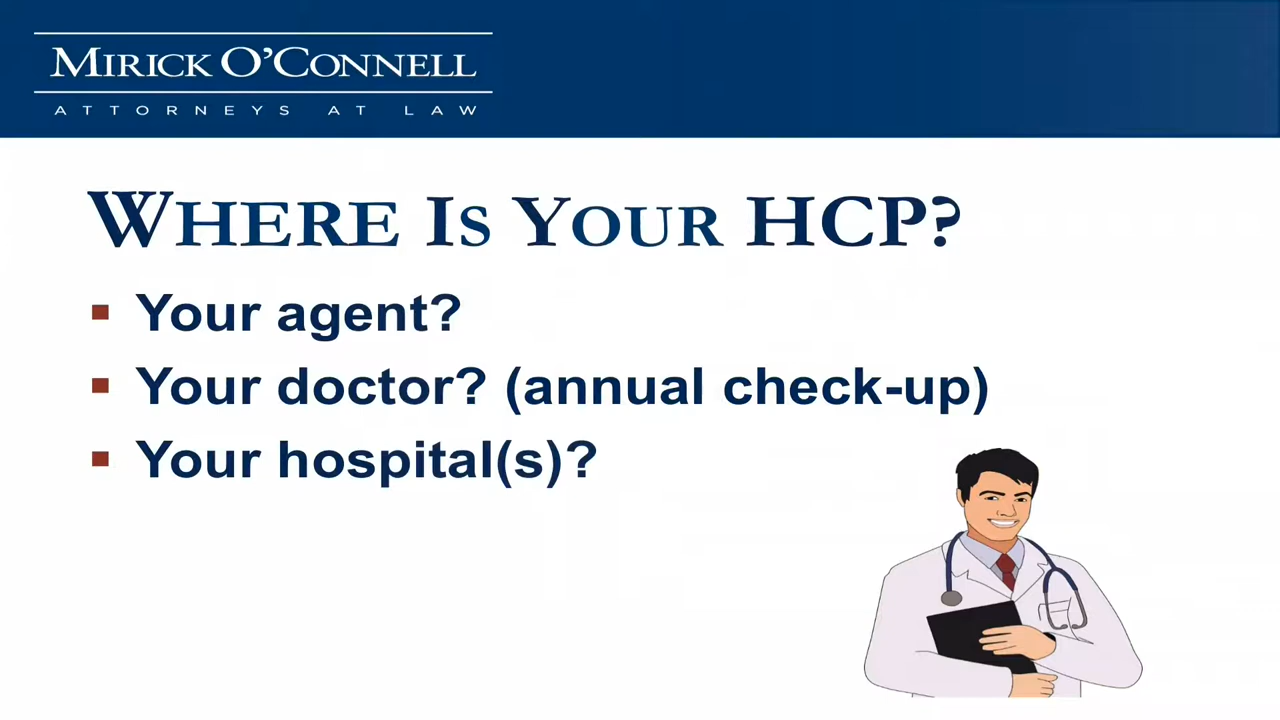 MIRICK O'CONNELL
ATTORNEYS AT LAW
WHERE IS YOUR HCP?
Your agent?
Your doctor? (annual check-up)
Your hospital(s)?